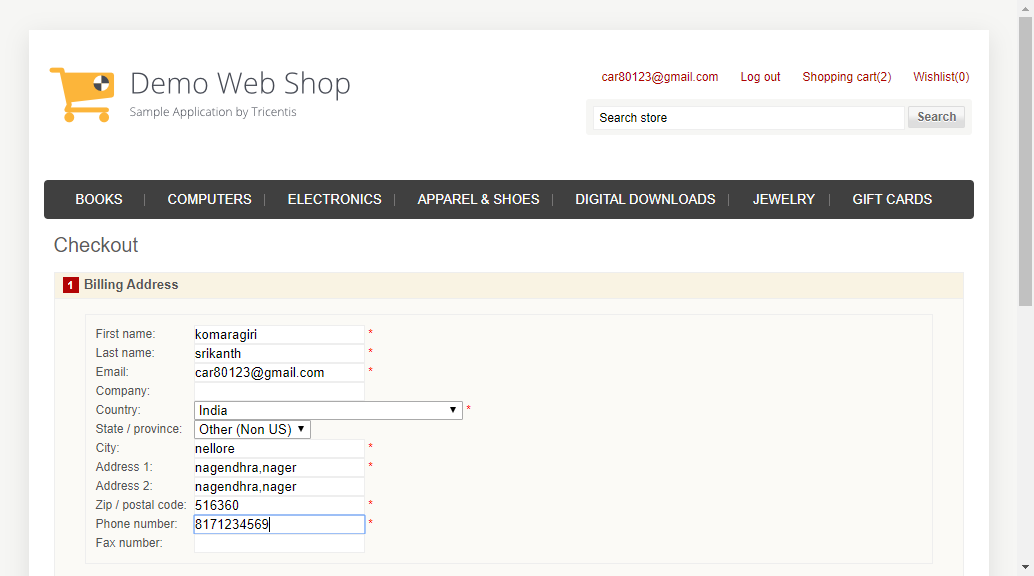 Demo Web Shop
Sample Application by Tricentis
car80123@gmail.com Log out Shopping cart(2) Wishlist(0)
Search store Search
BOOKS COMPUTERS ELECTRONICS APPAREL & SHOES DIGITAL DOWNLOADS JEWELRY GIFT CARDS
Checkout
1 Billing Address
First name: komaragiri *
Last name: srikanth *
Email: car80123@gmail.com *
Company:
Country: India *
State / province: Other (Non US)
City: nellore *
Address 1: nagendhra,nager *
Address 2: nagendhra,nager
Zip / postal code: 516360 *
Phone number: 8171234569 *
Fax number: